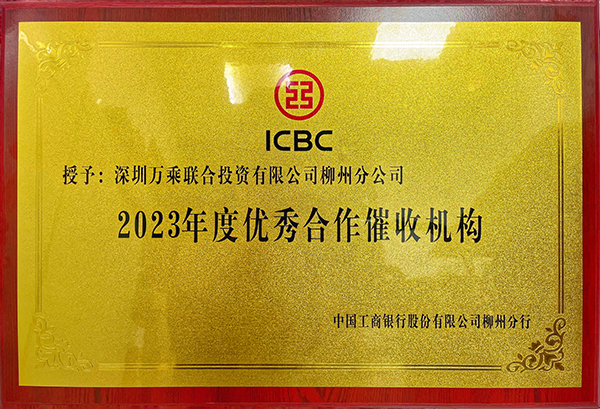 ICBC
授予：深圳万乘联合投资有限公司柳州分公司
2023年度优秀合作催收机构
中国工商银行股份有限公司柳州分行